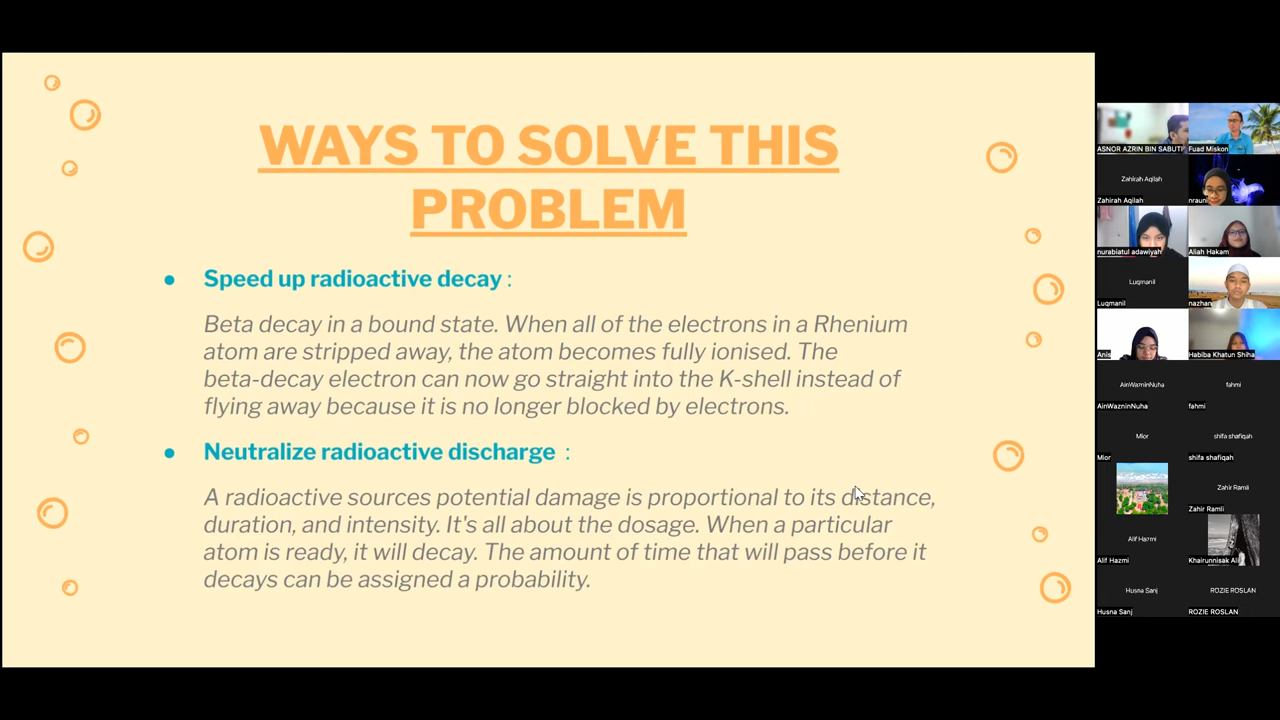 WAYS TO SOLVE THIS
PROBLEM
● Speed up radioactive decay :
Beta decay in a bound state. When all of the electrons in a Rhenium
atom are stripped away, the atom becomes fully ionised. The
beta-decay electron can now go straight into the K-shell instead of
flying away because it is no longer blocked by electrons.
● Neutralize radioactive discharge :
A radioactive sources potential damage is proportional to its distance,
duration, and intensity. It's all about the dosage. When a particular
atom is ready, it will decay. The amount of time that will pass before it
decays can be assigned a probability.
ASNOR AZRIN BIN SABUTI
Fuad Miskon
Zahirah Aqilah
Zahirah Aqilah
nraun
nurabiatul adawiyah
Aliah Hakam
Luqmanil
Luqmanil
nazhan
Anis
Habiba Khatun Shiha
AinWazninNuha
AinWazninNuha
fahmi
fahmi
Mior
Mior
shifa shafiqah
shifa shafiqah
Zahir Ramli
Zahir Ramli
Alif Hazmi
Alif Hazmi
Khairunnisak Ali
Husna Sanj
Husna Sanj
ROZIE ROSLAN
ROZIE ROSLAN